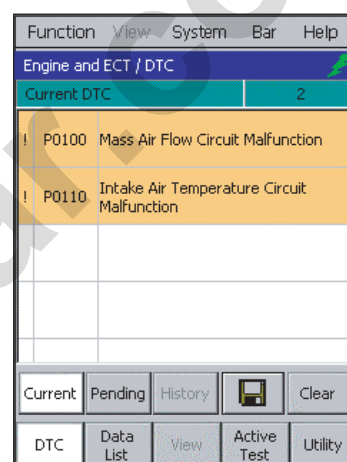 Function View System Bar Help
Engine and ECT / DTC
Current DTC 2
! P0100 Mass Air Flow Circuit Malfunction
! P0110 Intake Air Temperature Circuit
Malfunction
Current Pending History Clear
DTC Data List View Active Test Utility